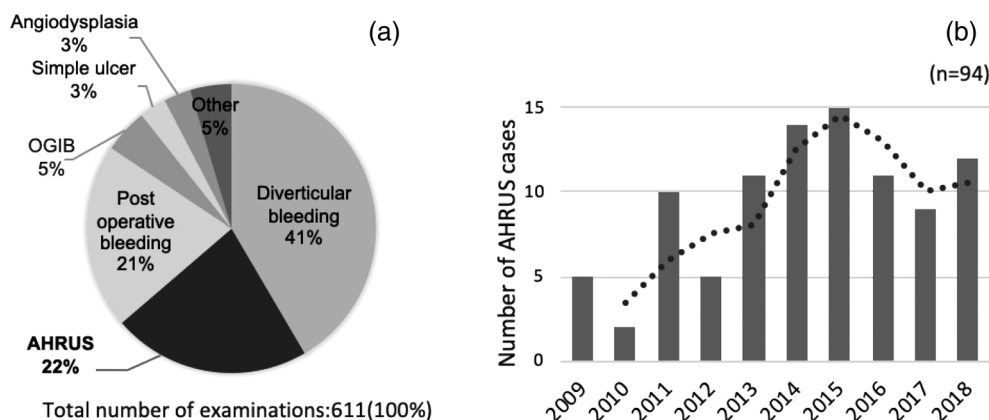 (a)
Angiodysplasia
3%
Simple ulcer
3%
Other
5%
OGIB
5%
Diverticular
bleeding
41%
Post
operative
bleeding
21%
AHRUS
22%
Total number of examinations:611(100%)
(b)
(n=94)
Number of AHRUS cases
15
10
5
0
2009
2010
2011
2012
2013
2014
2015
2016
2017
2018